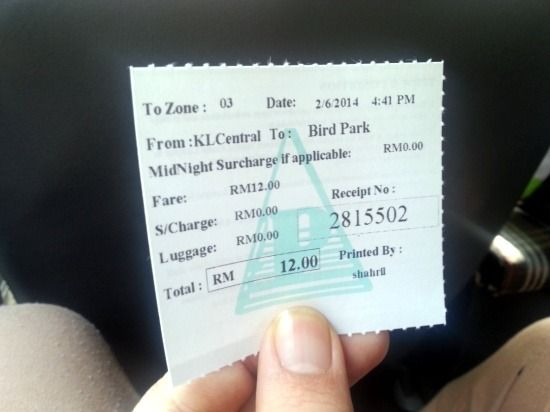 To Zone : 03 Date: 2/6/2014 4:41 PM
From :KLCentral To : Bird Park
MidNight Surcharge if applicable: RM0.00
Fare: RM12.00
Receipt No :
S/Charge: RM0.00
2815502
Luggage: RM0.00
Printed By :
Total : RM 12.00
shahril